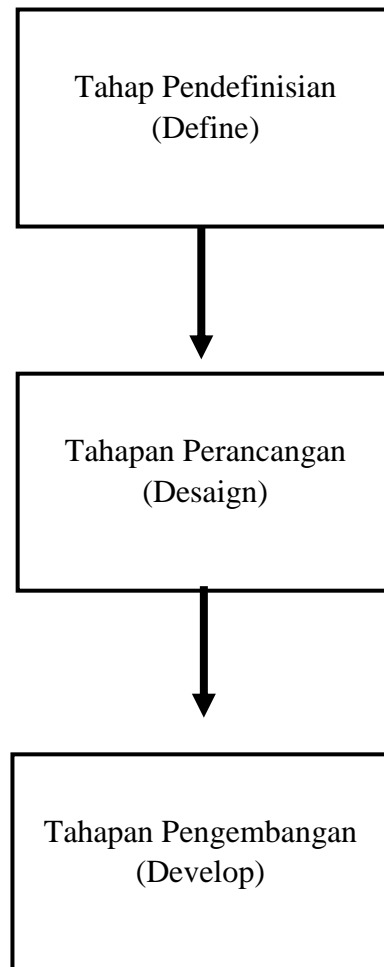 Tahap Pendefinisian
(Define)
Tahapan Perancangan
(Desaign)
Tahapan Pengembangan
(Develop)